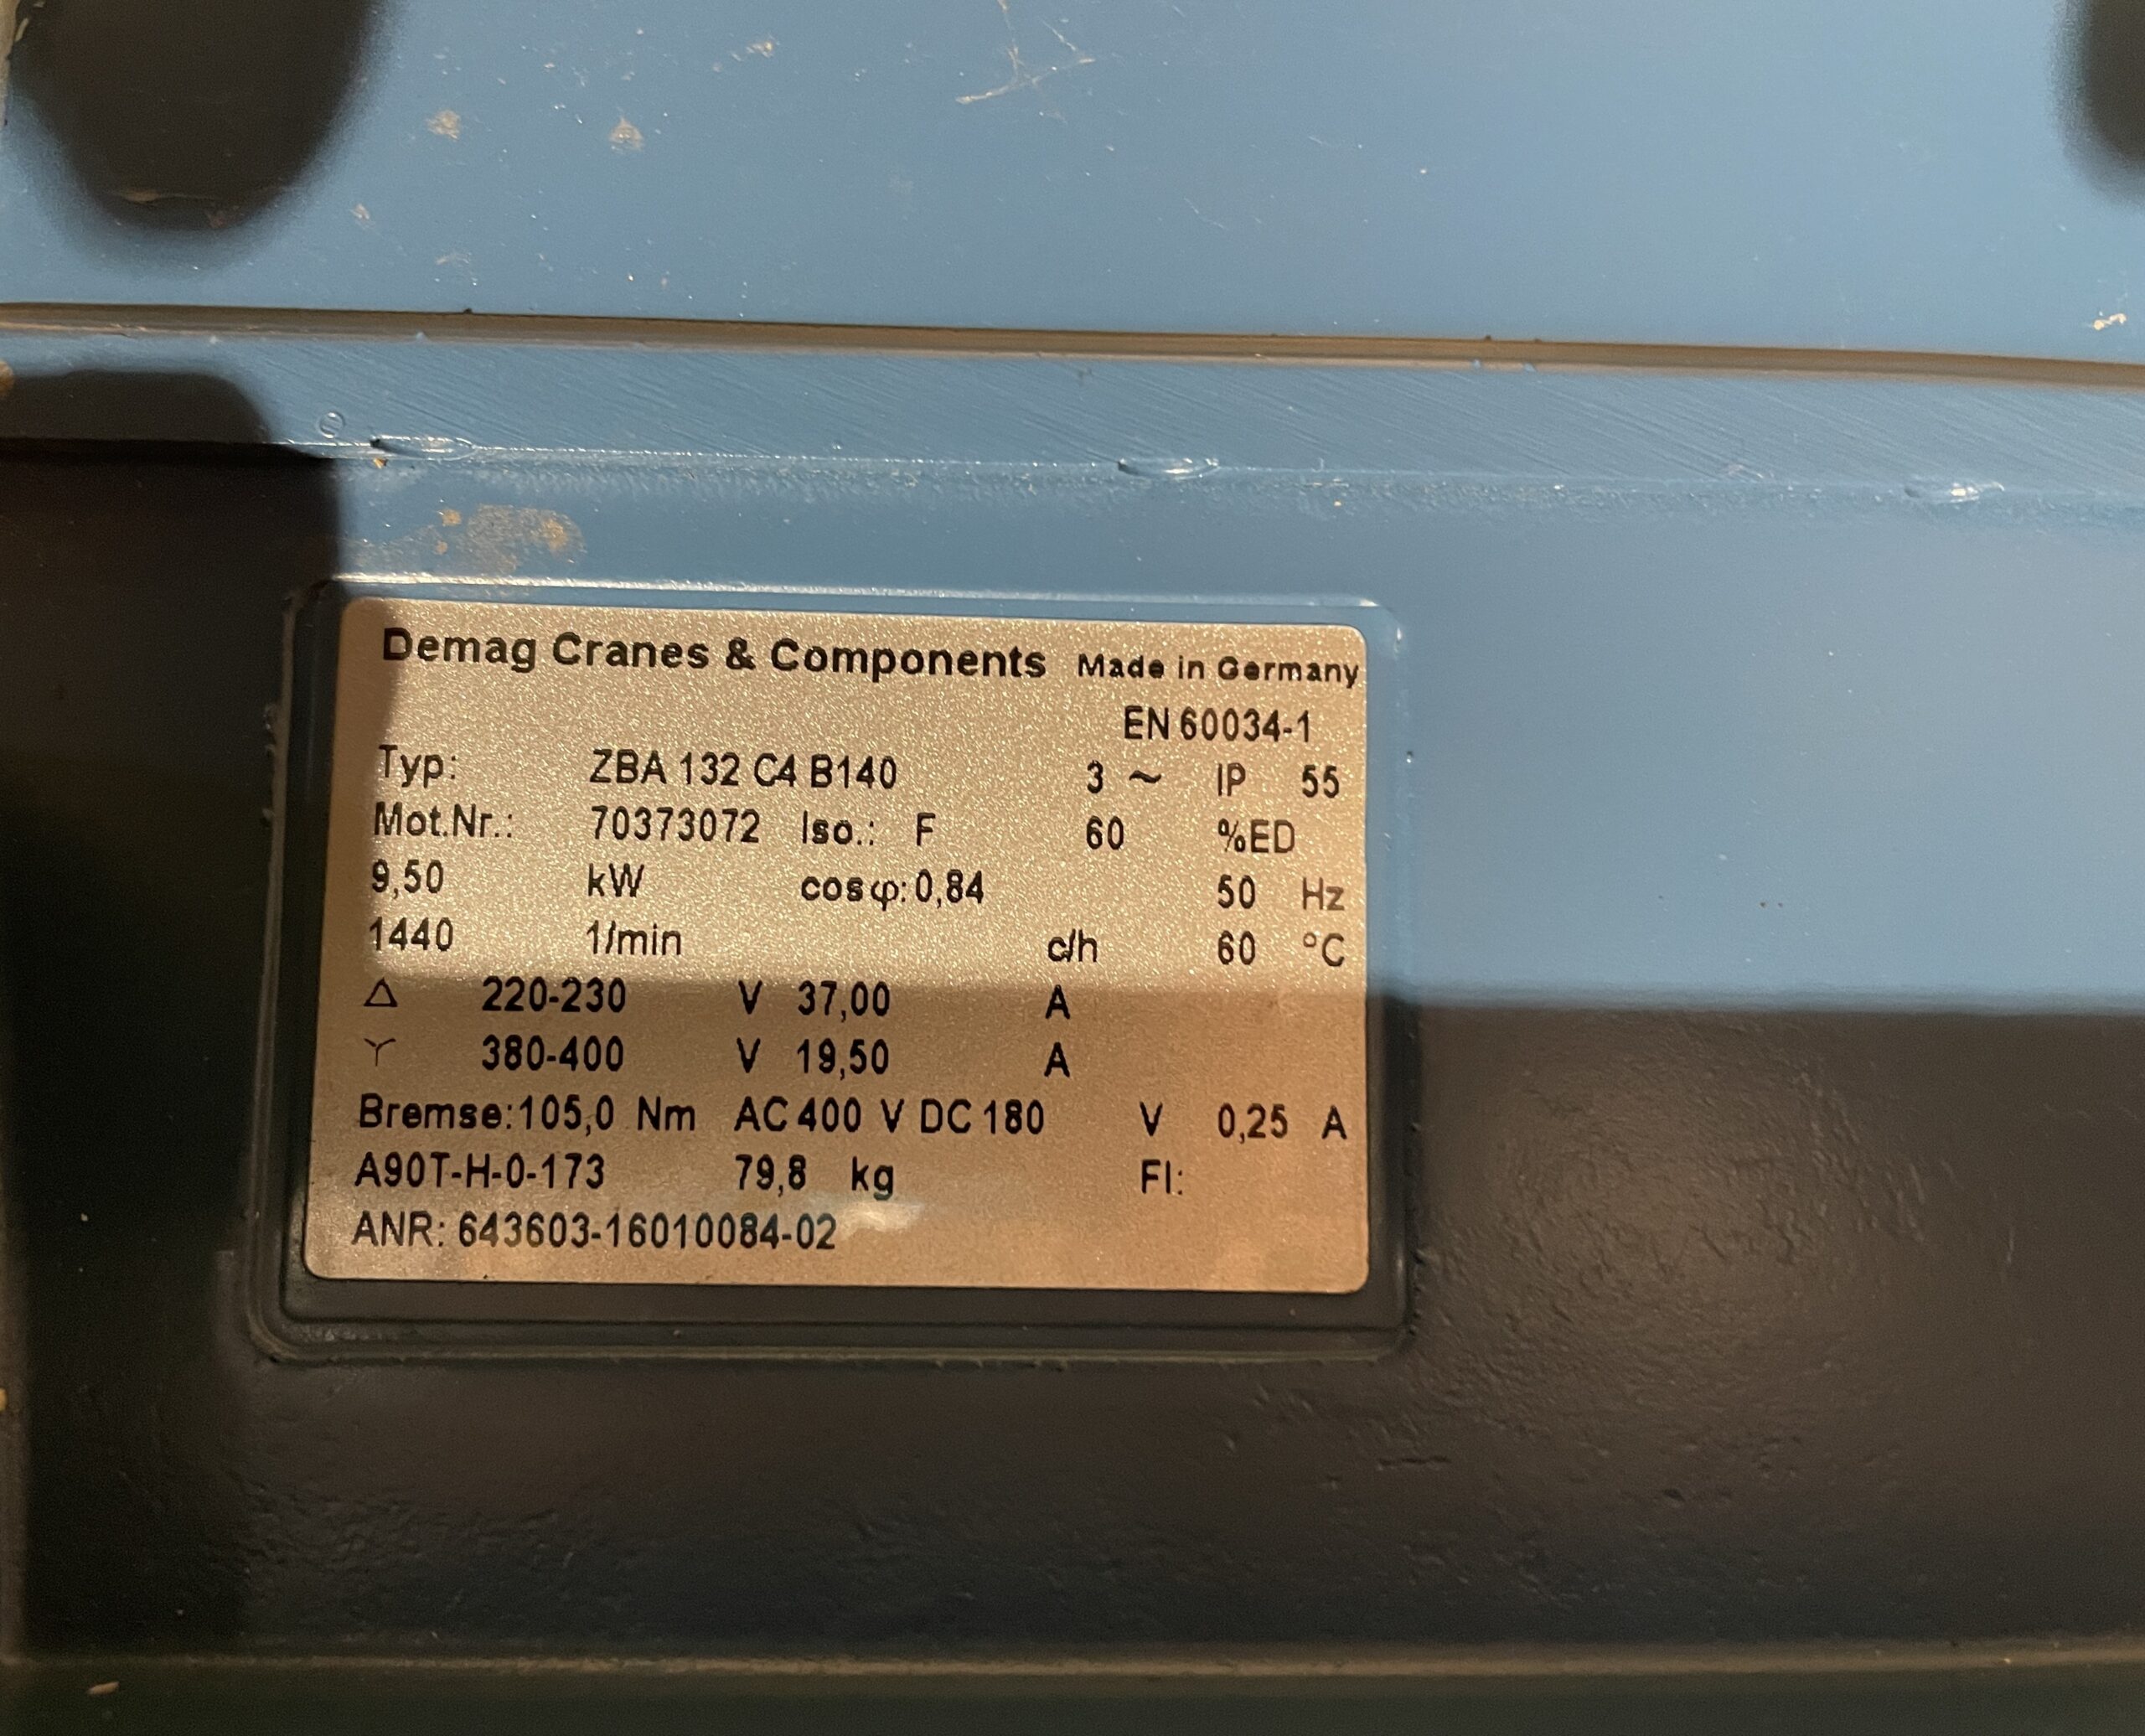 Demag Cranes & Components Made in Germany
EN 60034-1
Typ: ZBA 132 C4 B140 3 ~ IP 55
Mot.Nr.: 70373072 Iso.: F 60 %ED
9,50 kW cosφ: 0,84 50 Hz
1440 1/min c/h 60 °C
△ 220-230 V 37,00 A
Y 380-400 V 19,50 A
Bremse: 105,0 Nm AC 400 V DC 180 V 0,25 A
A90T-H-0-173 79,8 kg FI:
ANR: 643603-16010084-02